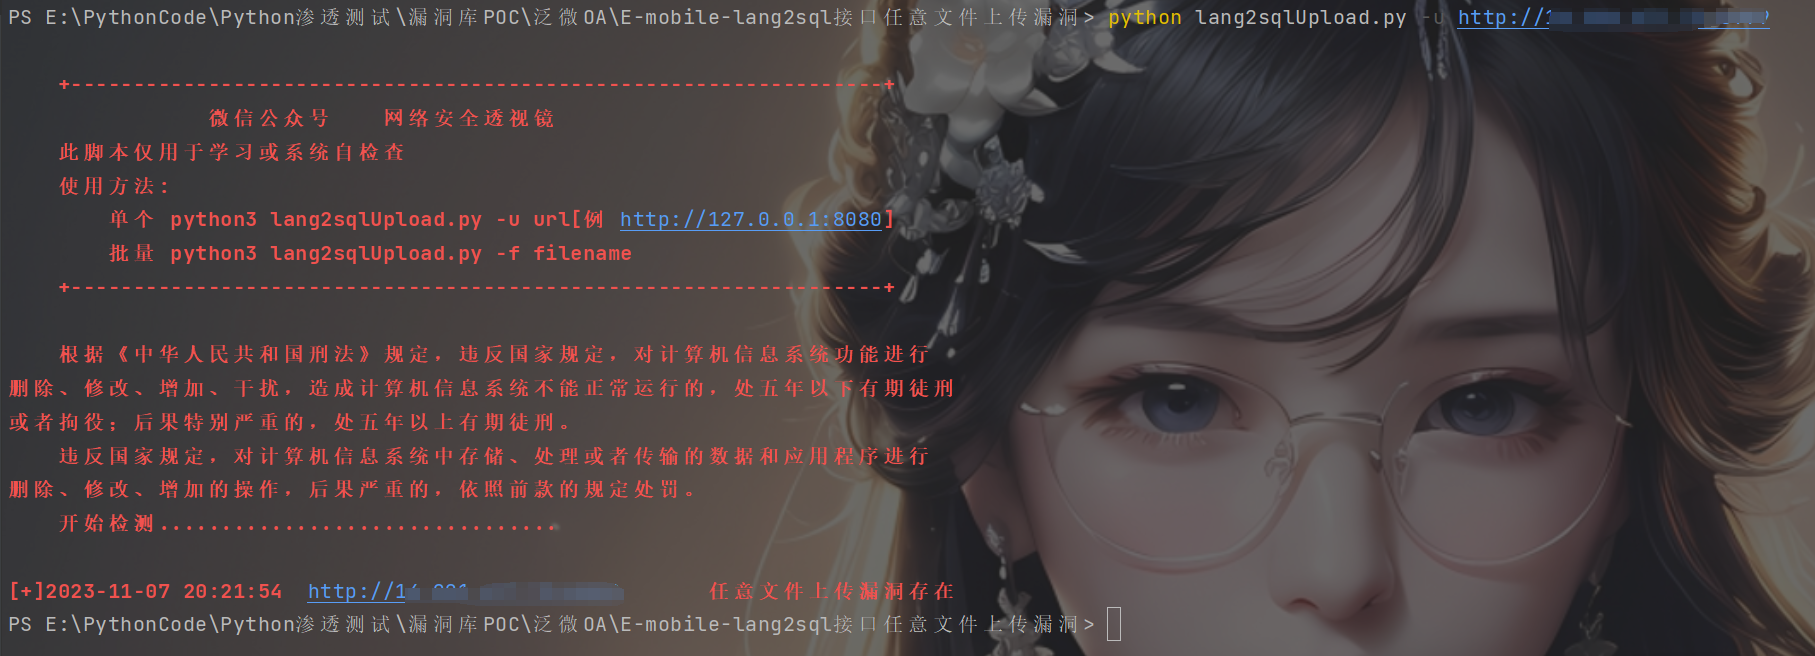 PS E:\PythonCode\Python渗透测试\漏洞库POC\泛微OA\E-mobile-lang2sql接口任意文件上传漏洞> python lang2sqlUpload.py -u http://1
+-----------------------------------------------------------------+
微信公众号 网络安全透视镜
此脚本仅用于学习或系统自检查
使用方法:
单个 python3 lang2sqlUpload.py -u url[例 http://127.0.0.1:8080]
批量 python3 lang2sqlUpload.py -f filename
+-----------------------------------------------------------------+
根据《中华人民共和国刑法》规定，违反国家规定，对计算机信息系统功能进行
删除、修改、增加、干扰，造成计算机信息系统不能正常运行的，处五年以下有期徒刑
或者拘役；后果特别严重的，处五年以上有期徒刑。
违反国家规定，对计算机信息系统中存储、处理或者传输的数据和应用程序进行
删除、修改、增加的操作，后果严重的，依照前款的规定处罚。
开始检测................................
[+]2023-11-07 20:21:54 http://1 任意文件上传漏洞存在
PS E:\PythonCode\Python渗透测试\漏洞库POC\泛微OA\E-mobile-lang2sql接口任意文件上传漏洞>